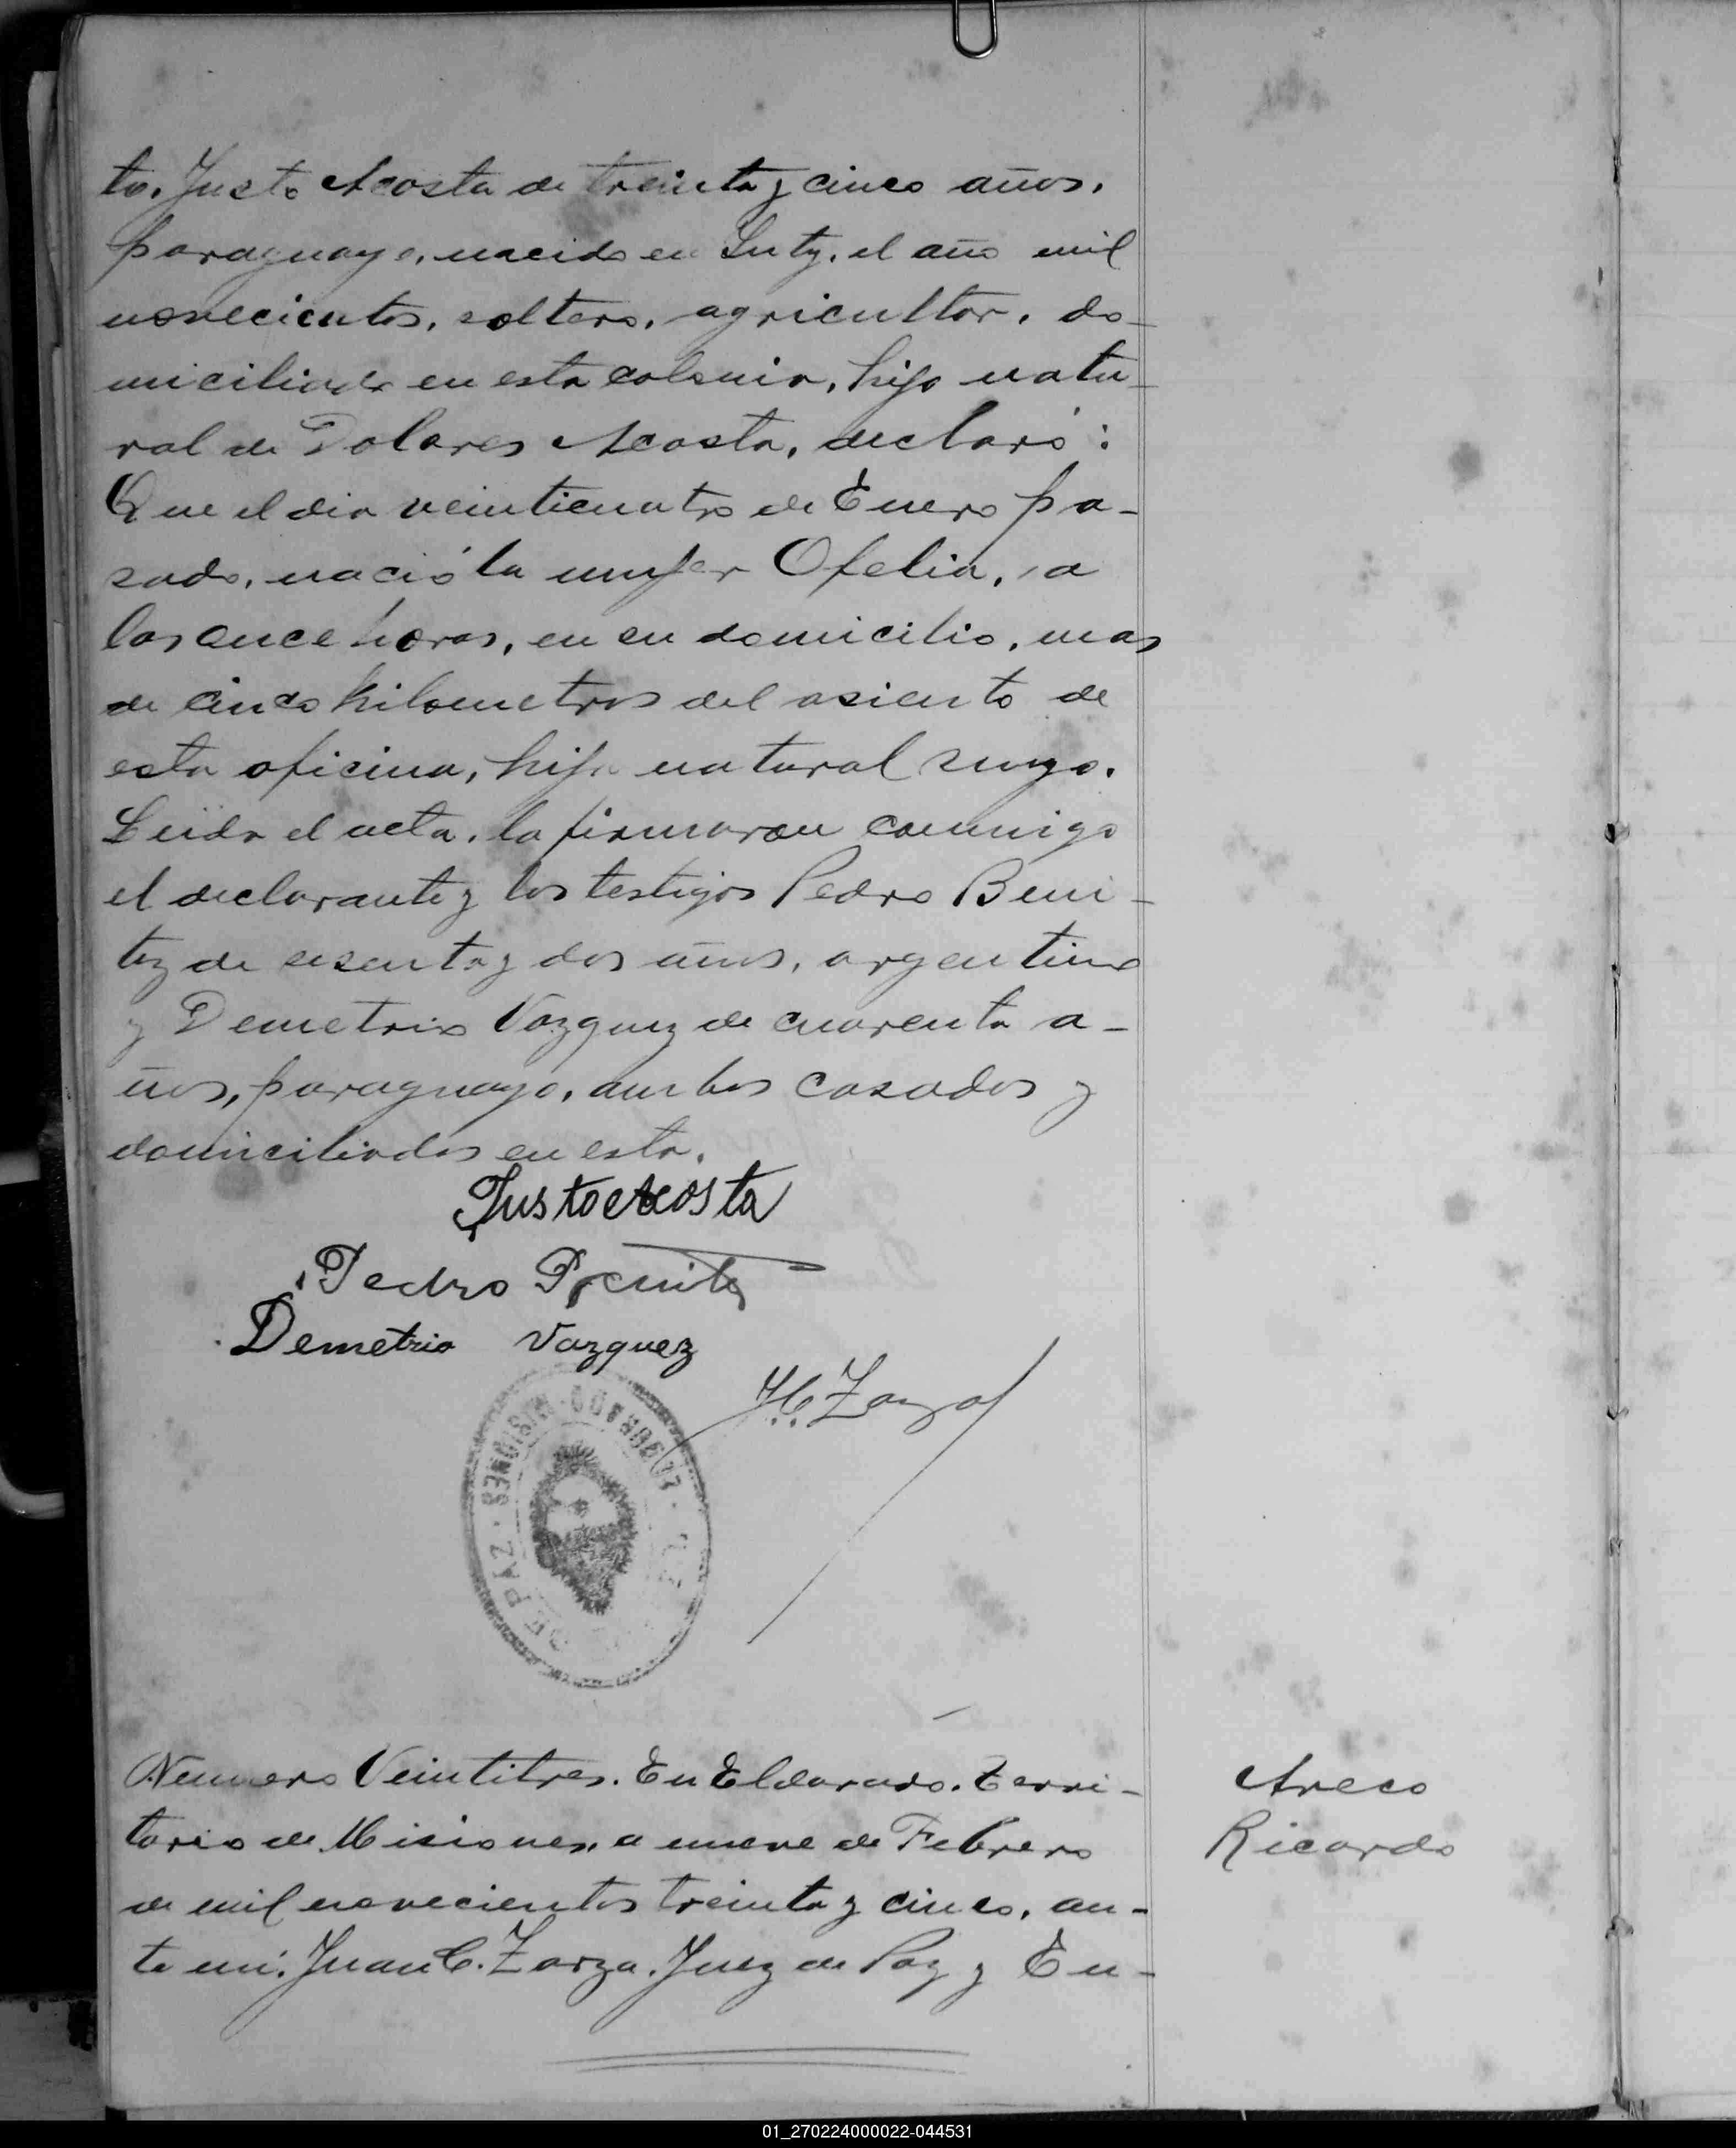 to. Justo Acosta de treinta y cinco años,
paraguayo, nacido en Yuty, el año mil
novecientos, soltero, agricultor, do-
miciliado en esta colonia, hijo natu-
ral de Dolores Acosta, declaró:
Que el dia veinticuatro de Enero pa-
sado, nació la mujer Ofelia, a
las once horas, en su domicilio, mas
de cinco kilometros del asiento de
esta oficina, hija natural suya.
Leida el acta, la firmaron conmigo
el declarante y los testigos Pedro Beni-
tez de sesenta y dos años, argentino
y Demetrio Vazquez de cuarenta a-
ños, paraguayo, ambos casados y
domiciliados en esta.
Justo Acosta
Pedro Benitez
Demetrio Vazquez
J.C. Zarza
DE PAZ · MISIONES · ELDORADO
Numero Veintitres. En Eldorado. Terri-
torio de Misiones, a nueve de Febrero
de mil novecientos treinta y cinco, an-
te mi: Juan C. Zarza. Juez de Paz y En-
Areco
Ricardo
01_270224000022-044531